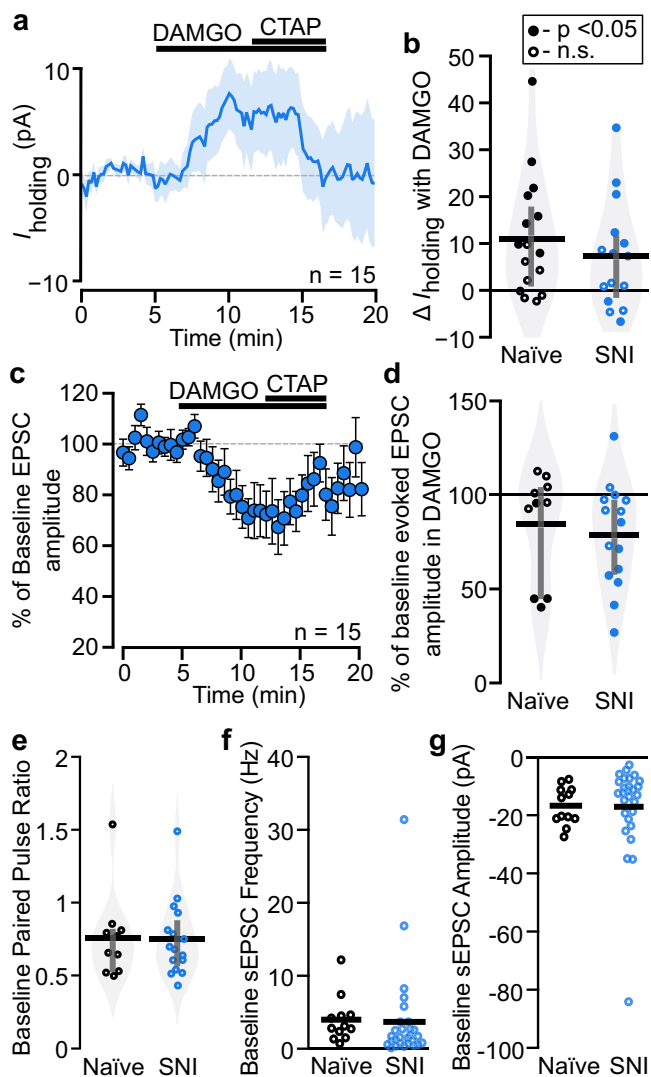 a
DAMGO
CTAP
I holding (pA)
10
0
−10
n = 15
0
5
10
15
20
Time (min)
b
- p <0.05
- n.s.
Δ I holding with DAMGO
50
40
30
20
10
0
−10
Naïve
SNI
c
DAMGO
CTAP
% of Baseline EPSC
amplitude
120
100
80
60
40
20
n = 15
0
5
10
15
20
Time (min)
d
% of baseline evoked EPSC
amplitude in DAMGO
150
100
50
0
Naïve
SNI
e
Baseline Paired Pulse Ratio
2
1.5
1
0.5
0
Naïve
SNI
f
Baseline sEPSC Frequency (Hz)
40
30
20
10
0
Naïve
SNI
g
Baseline sEPSC Amplitude (pA)
0
-20
-40
-60
-80
-100
Naïve
SNI